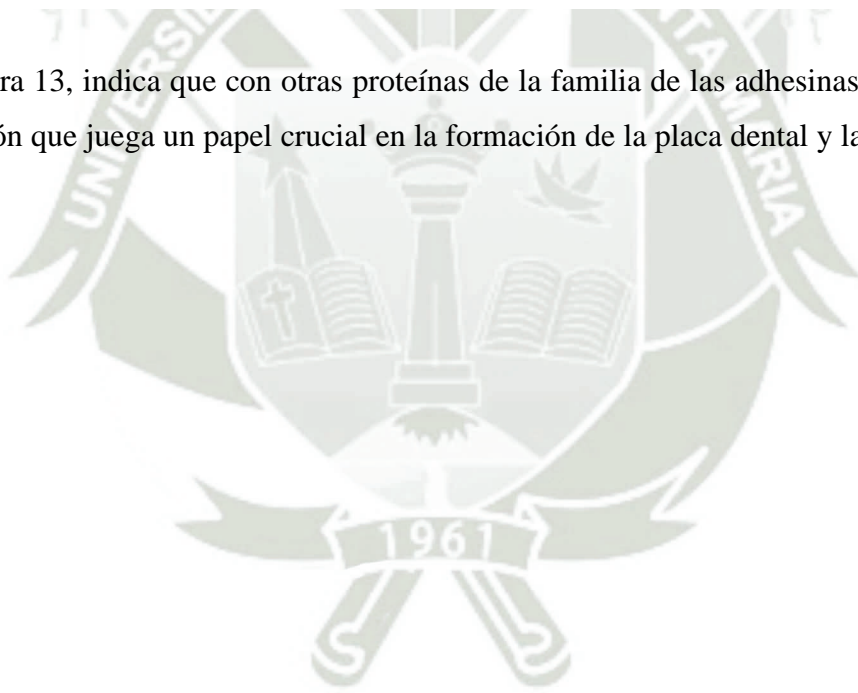 ra 13, indica que con otras proteínas de la familia de las adhesinas
ón que juega un papel crucial en la formación de la placa dental y la
MARIA
1961